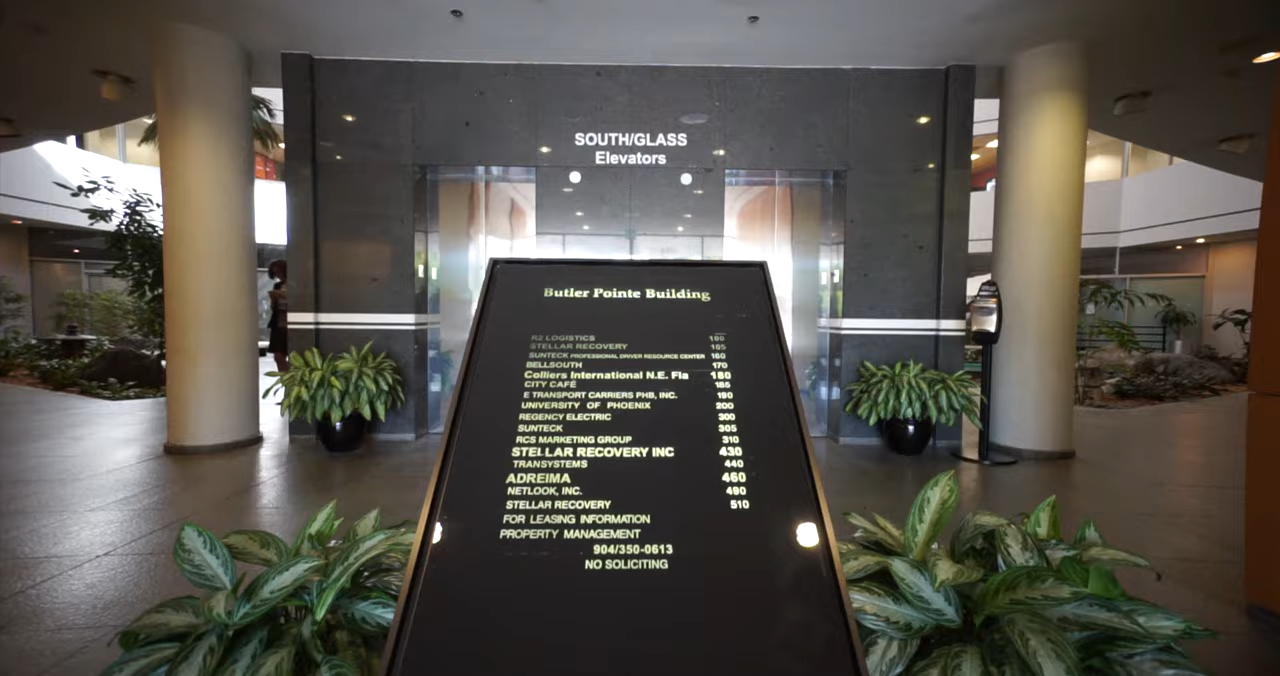 SOUTH/GLASS
Elevators
Butler Pointe Building
R2 LOGISTICS 150
STELLAR RECOVERY 155
SUNTECK PROFESSIONAL DRIVER RESOURCE CENTER 160
BELLSOUTH 170
Colliers International N.E. Fla 180
CITY CAFÉ 185
E TRANSPORT CARRIERS PHB, INC. 190
UNIVERSITY OF PHOENIX 200
REGENCY ELECTRIC 300
SUNTECK 305
RCS MARKETING GROUP 310
STELLAR RECOVERY INC 430
TRANSYSTEMS 440
ADREIMA 460
NETLOOK, INC. 490
STELLAR RECOVERY 510
FOR LEASING INFORMATION
PROPERTY MANAGEMENT
904/350-0613
NO SOLICITING